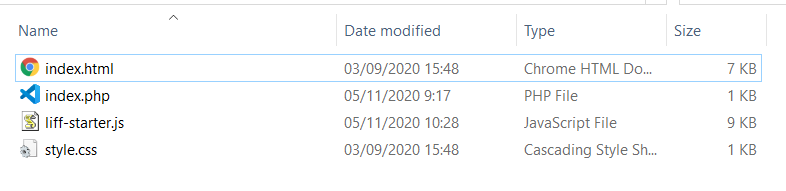 Name Date modified Type Size
index.html 03/09/2020 15:48 Chrome HTML Do... 7 KB
index.php 05/11/2020 9:17 PHP File 1 KB
liff-starter.js 05/11/2020 10:28 JavaScript File 9 KB
style.css 03/09/2020 15:48 Cascading Style Sh... 1 KB